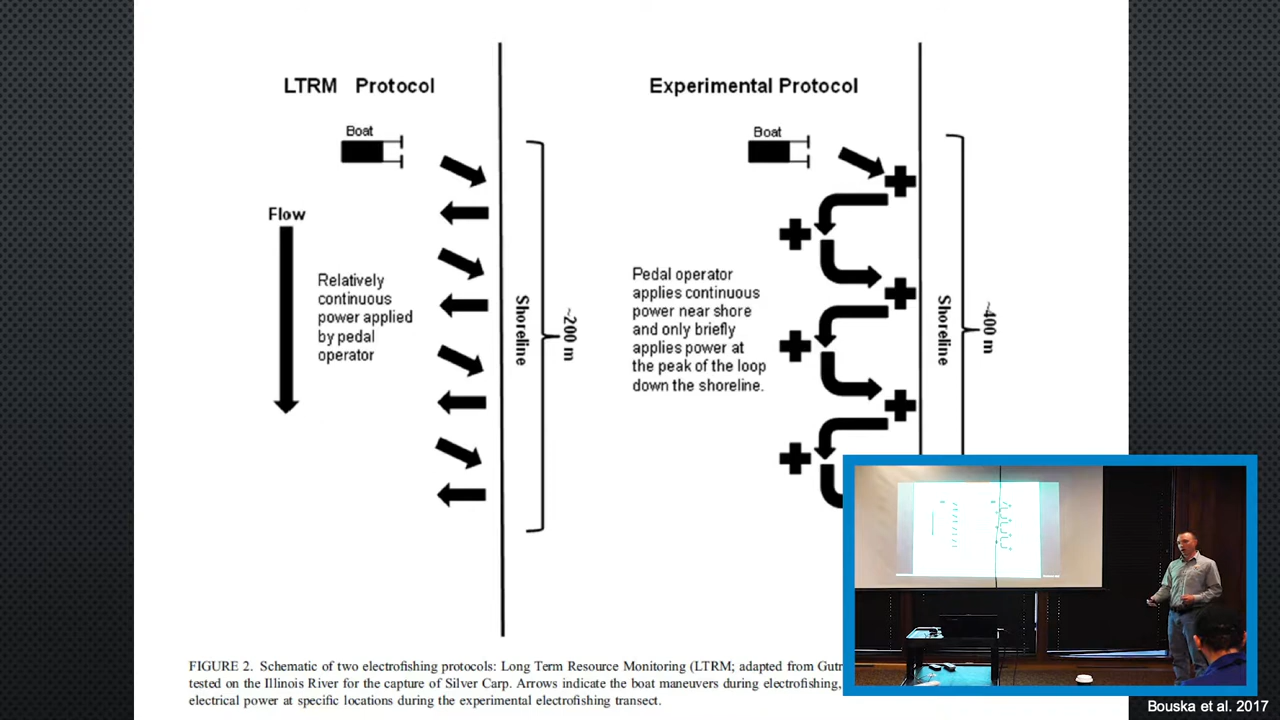 LTRM Protocol
Boat
Flow
Relatively
continuous
power applied
by pedal
operator
Shoreline
~200 m
Experimental Protocol
Boat
Pedal operator
applies continuous
power near shore
and only briefly
applies power at
the peak of the loop
down the shoreline.
Shoreline
~400 m
FIGURE 2. Schematic of two electrofishing protocols: Long Term Resource Monitoring (LTRM; adapted from
tested on the Illinois River for the capture of Silver Carp. Arrows indicate the boat maneuvers during electrofishing,
electrical power at specific locations during the experimental electrofishing transect.
Bouska et al. 2017